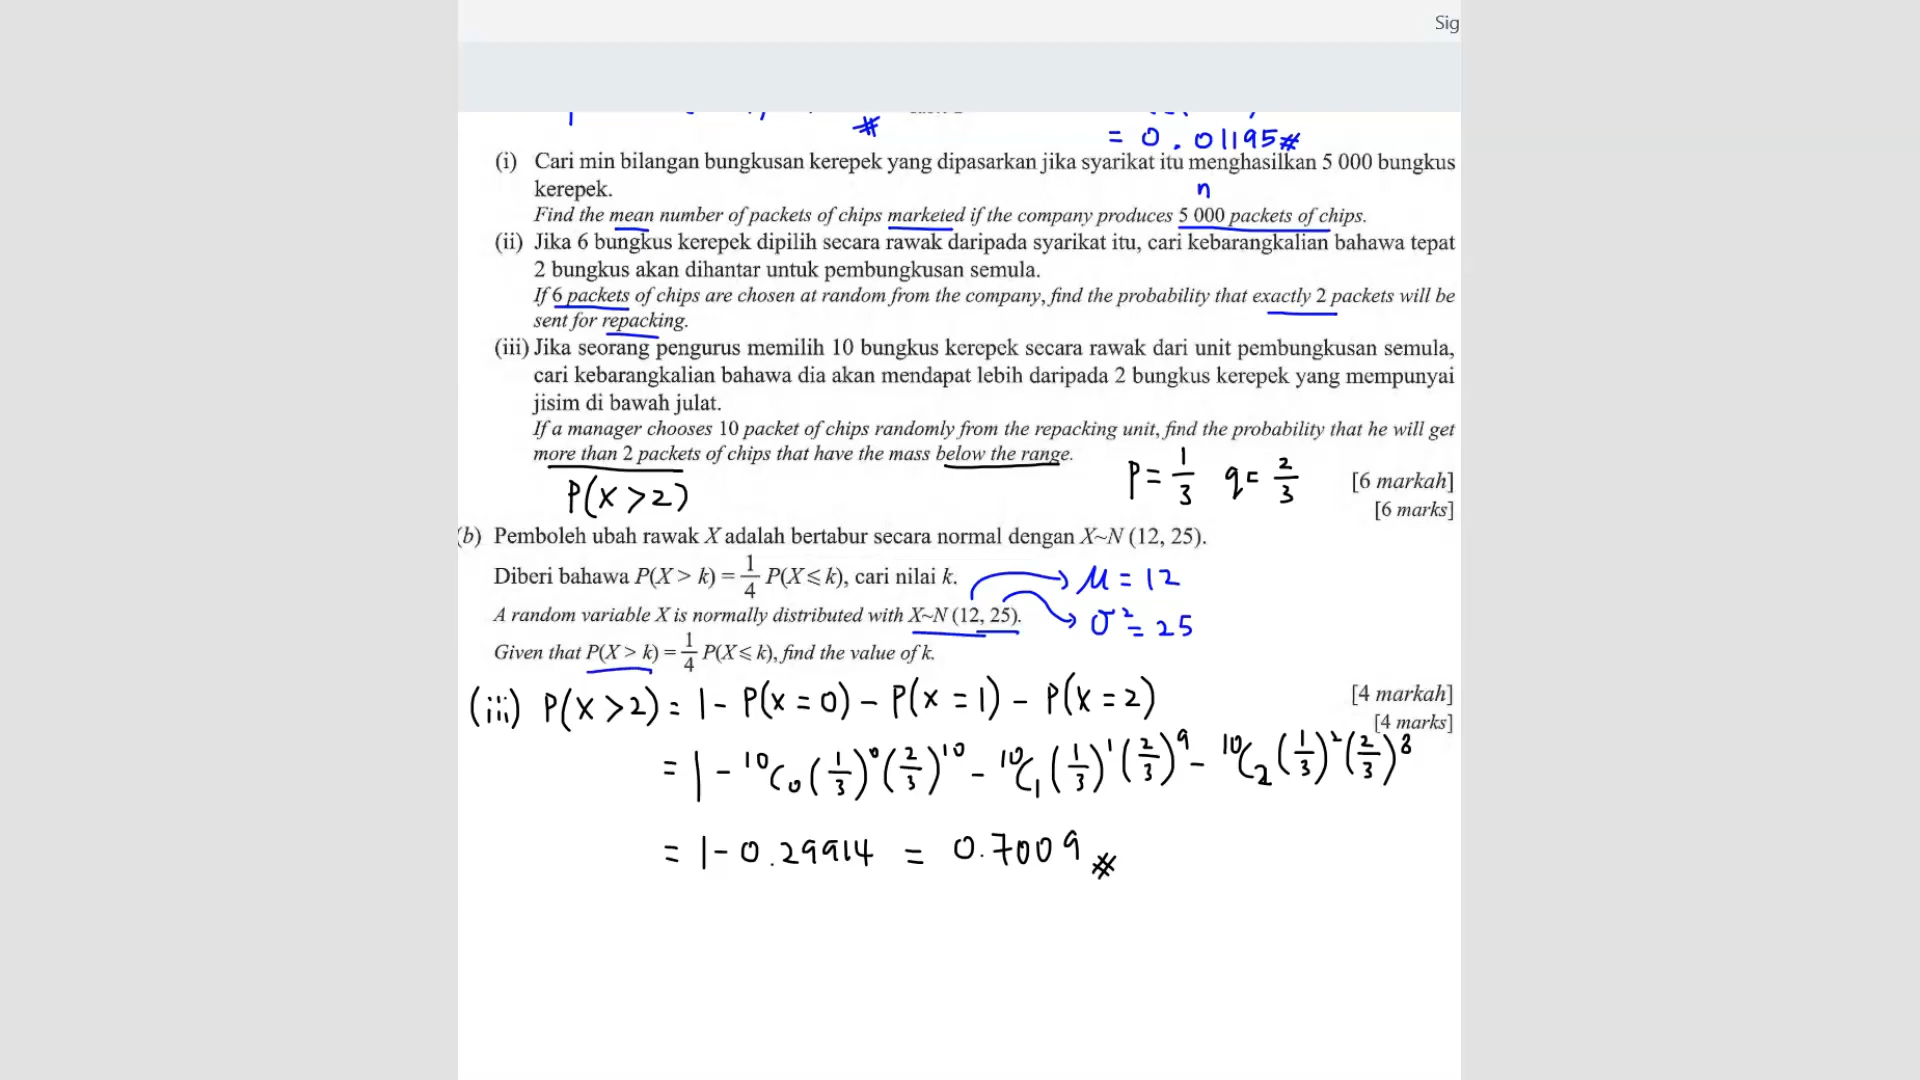 Sig
#
= 0.01195#
(i) Cari min bilangan bungkusan kerepek yang dipasarkan jika syarikat itu menghasilkan 5 000 bungkus
kerepek.
n
Find the mean number of packets of chips marketed if the company produces 5 000 packets of chips.
(ii) Jika 6 bungkus kerepek dipilih secara rawak daripada syarikat itu, cari kebarangkalian bahawa tepat
2 bungkus akan dihantar untuk pembungkusan semula.
If 6 packets of chips are chosen at random from the company, find the probability that exactly 2 packets will be
sent for repacking.
(iii) Jika seorang pengurus memilih 10 bungkus kerepek secara rawak dari unit pembungkusan semula,
cari kebarangkalian bahawa dia akan mendapat lebih daripada 2 bungkus kerepek yang mempunyai
jisim di bawah julat.
If a manager chooses 10 packet of chips randomly from the repacking unit, find the probability that he will get
more than 2 packets of chips that have the mass below the range.
P(X > 2)
P = 1/3 q = 2/3
[6 markah]
[6 marks]
(b) Pemboleh ubah rawak X adalah bertabur secara normal dengan X~N (12, 25).
Diberi bahawa P(X > k) = 1/4 P(X ⩽ k), cari nilai k.
μ = 12
A random variable X is normally distributed with X~N (12, 25).
σ² = 25
Given that P(X > k) = 1/4 P(X ⩽ k), find the value of k.
[4 markah]
[4 marks]
(iii) P(X > 2) = 1 - P(X = 0) - P(X = 1) - P(X = 2)
= 1 - ¹⁰C₀ (1/3)⁰ (2/3)¹⁰ - ¹⁰C₁ (1/3)¹ (2/3)⁹ - ¹⁰C₂ (1/3)² (2/3)⁸
= 1 - 0.29914 = 0.7009 #